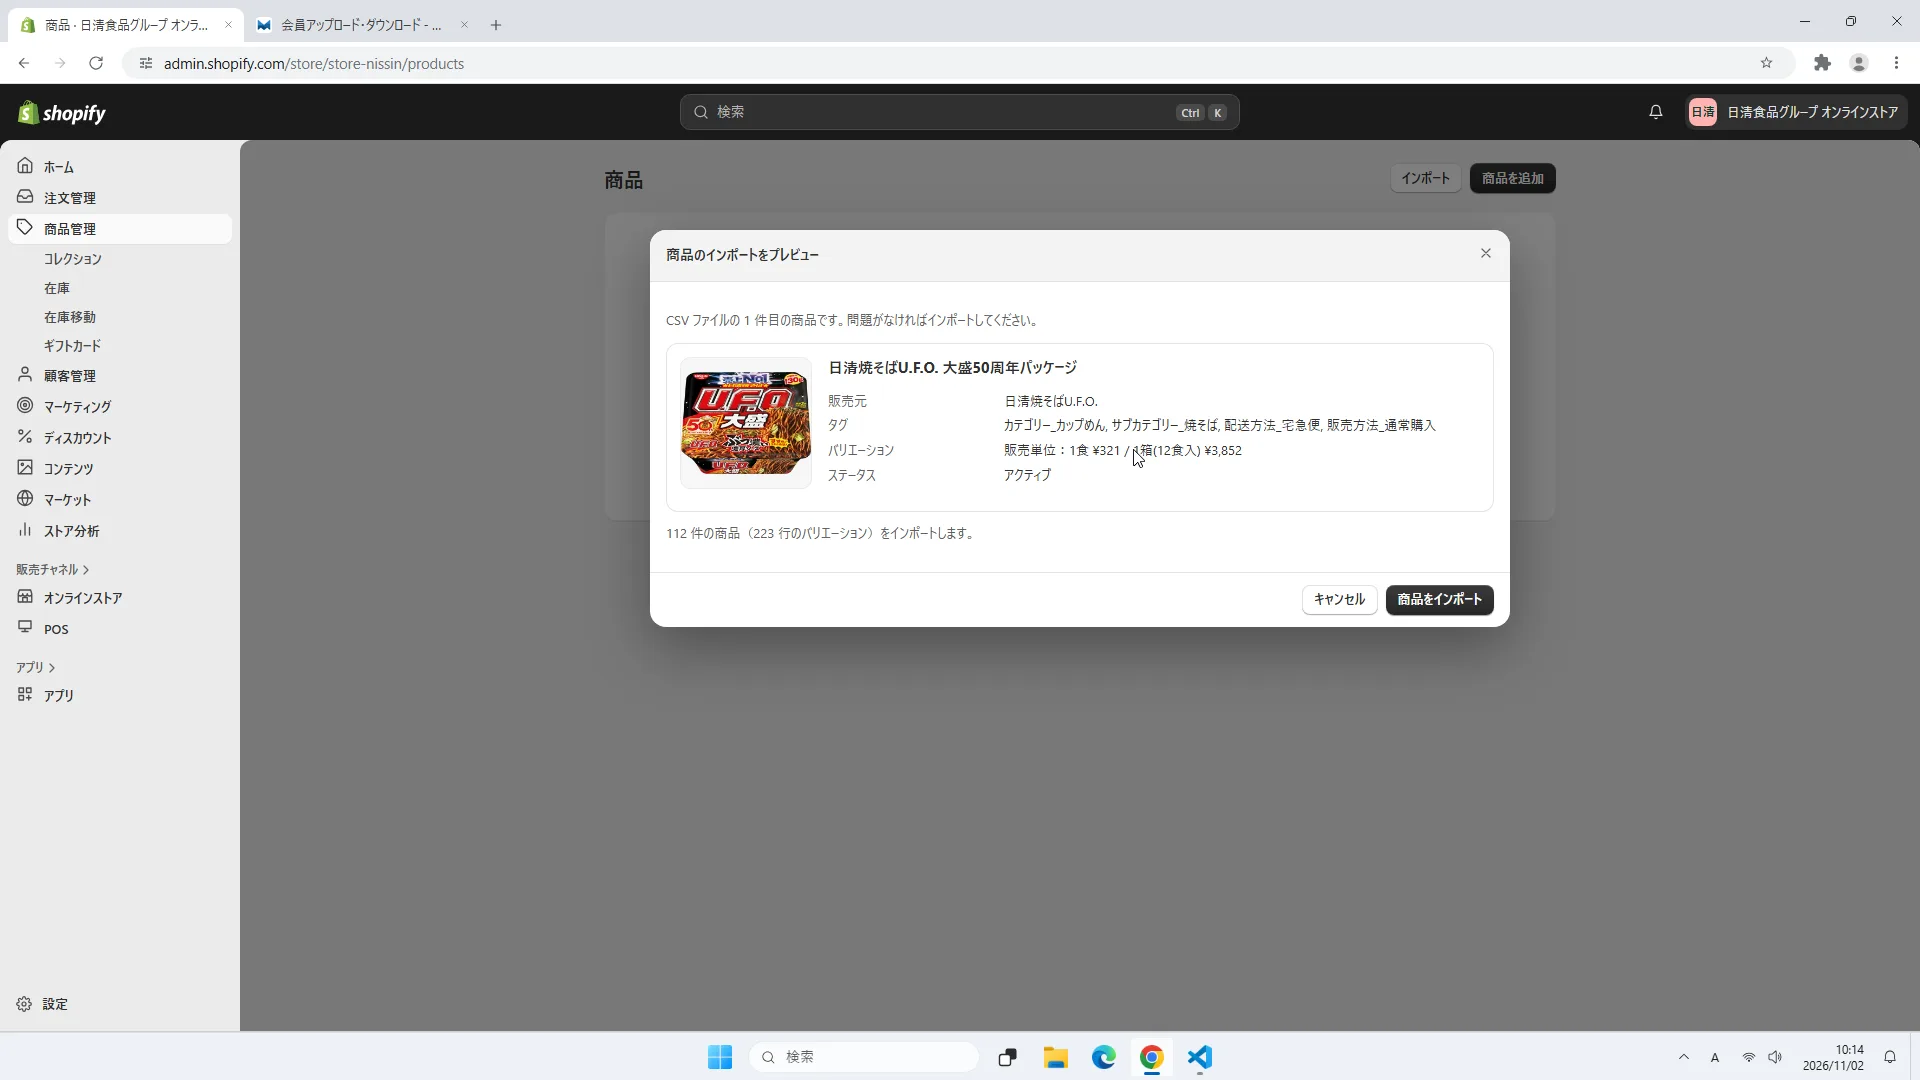 商品 · 日清食品グループ オンラ...
会員アップロード･ダウンロード - ...
admin.shopify.com/store/store-nissin/products
shopify
検索
Ctrl K
日清
日清食品グループ オンラインストア
ホーム
注文管理
商品管理
コレクション
在庫
在庫移動
ギフトカード
顧客管理
マーケティング
ディスカウント
コンテンツ
マーケット
ストア分析
販売チャネル
オンラインストア
POS
アプリ
アプリ
設定
商品
インポート
商品を追加
商品のインポートをプレビュー
CSV ファイルの 1 件目の商品です。問題がなければインポートしてください。
売上No.1
130g
U.F.O.
大盛
50
日清焼そばU.F.O. 大盛50周年パッケージ
販売元
日清焼そばU.F.O.
タグ
カテゴリー_カップめん, サブカテゴリー_焼そば, 配送方法_宅急便, 販売方法_通常購入
バリエーション
販売単位：1食 ¥321 / 1箱(12食入) ¥3,852
ステータス
アクティブ
112 件の商品（223 行のバリエーション）をインポートします。
キャンセル
商品をインポート
検索
A
10:14
2026/11/02